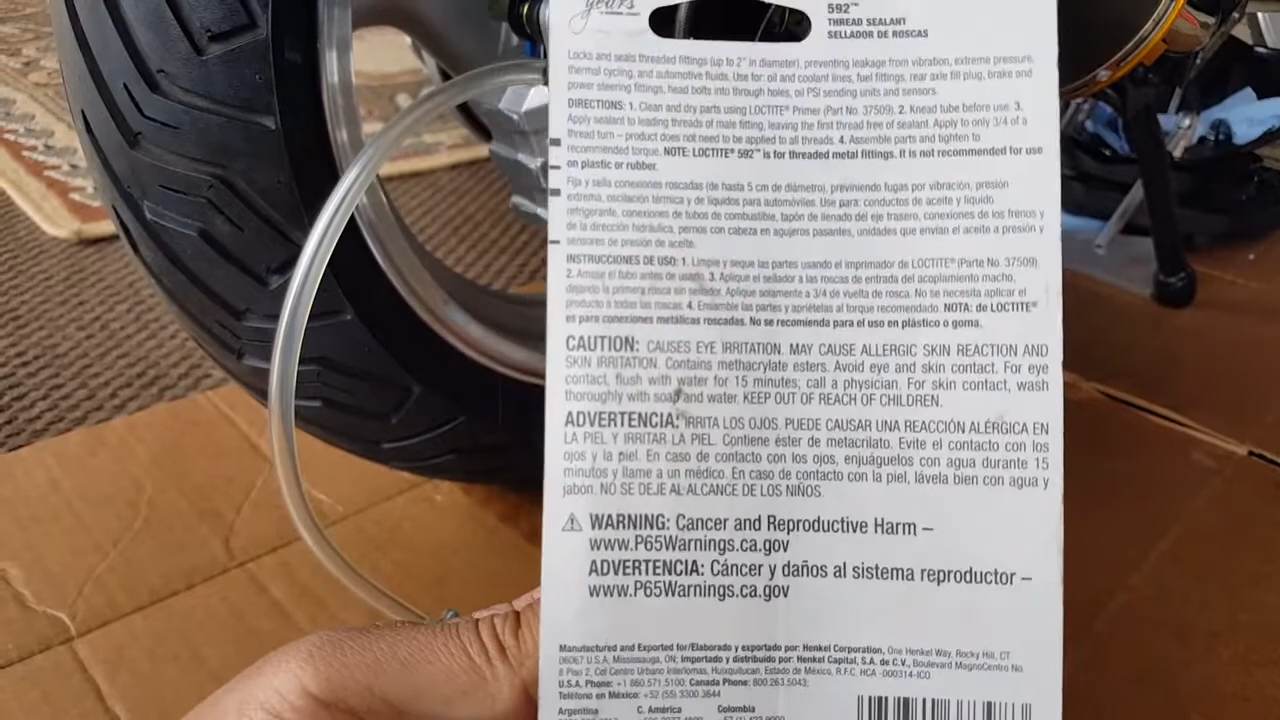 years
592™
THREAD SEALANT
SELLADOR DE ROSCAS
Locks and seals threaded fittings (up to 2" in diameter), preventing leakage from vibration, extreme pressure,
thermal cycling, and automotive fluids. Use for: oil and coolant lines, fuel fittings, rear axle fill plug, brake and
power steering fittings, head bolts into through holes, oil PSI sending units and sensors.
DIRECTIONS: 1. Clean and dry parts using LOCTITE® Primer (Part No. 37509). 2. Knead tube before use. 3.
Apply sealant to leading threads of male fitting, leaving the first thread free of sealant. Apply to only 3/4 of a
thread turn – product does not need to be applied to all threads. 4. Assemble parts and tighten to
recommended torque. NOTE: LOCTITE® 592™ is for threaded metal fittings. It is not recommended for use
on plastic or rubber.
Fija y sella conexiones roscadas (de hasta 5 cm de diámetro), previniendo fugas por vibración, presión
extrema, oscilación térmica y de líquidos para automóviles. Use para: conductos de aceite y líquido
refrigerante, conexiones de tubos de combustible, tapón de llenado del eje trasero, conexiones de los frenos y
de la dirección hidráulica, pernos con cabeza en agujeros pasantes, unidades que envían el aceite a presión y
sensores de presión de aceite.
INSTRUCCIONES DE USO: 1. Limpie y seque las partes usando el imprimador de LOCTITE® (Parte No. 37509).
2. Amase el tubo antes de usarlo. 3. Aplique el sellador a las roscas de entrada del acoplamiento macho,
dejando la primera rosca sin sellador. Aplique solamente a 3/4 de vuelta de rosca. No se necesita aplicar el
producto a todas las roscas. 4. Ensamble las partes y apriételas al torque recomendado. NOTA: de LOCTITE®
es para conexiones metálicas roscadas. No se recomienda para el uso en plástico o goma.
CAUTION: CAUSES EYE IRRITATION. MAY CAUSE ALLERGIC SKIN REACTION AND
SKIN IRRITATION. Contains methacrylate esters. Avoid eye and skin contact. For eye
contact, flush with water for 15 minutes; call a physician. For skin contact, wash
thoroughly with soap and water. KEEP OUT OF REACH OF CHILDREN.
ADVERTENCIA: IRRITA LOS OJOS. PUEDE CAUSAR UNA REACCIÓN ALÉRGICA EN
LA PIEL Y IRRITAR LA PIEL. Contiene éster de metacrilato. Evite el contacto con los
ojos y la piel. En caso de contacto con los ojos, enjuáguelos con agua durante 15
minutos y llame a un médico. En caso de contacto con la piel, lávela bien con agua y
jabón. NO SE DEJE AL ALCANCE DE LOS NIÑOS.
WARNING: Cancer and Reproductive Harm –
www.P65Warnings.ca.gov
ADVERTENCIA: Cáncer y daños al sistema reproductor –
www.P65Warnings.ca.gov
Manufactured and Exported for/Elaborado y exportado por: Henkel Corporation, One Henkel Way, Rocky Hill, CT
06067 U.S.A; Mississauga, ON; Importado y distribuido por: Henkel Capital, S.A. de C.V., Boulevard MagnoCentro No.
8 Piso 2, Col Centro Urbano Interlomas, Huixquilucan, Estado de México, R.F.C. HCA -000314-IC0.
U.S.A. Phone: +1 860.571.5100; Canada Phone: 800.263.5043;
Teléfono en México: +52 (55) 3300 3644
Argentina C. América Colombia